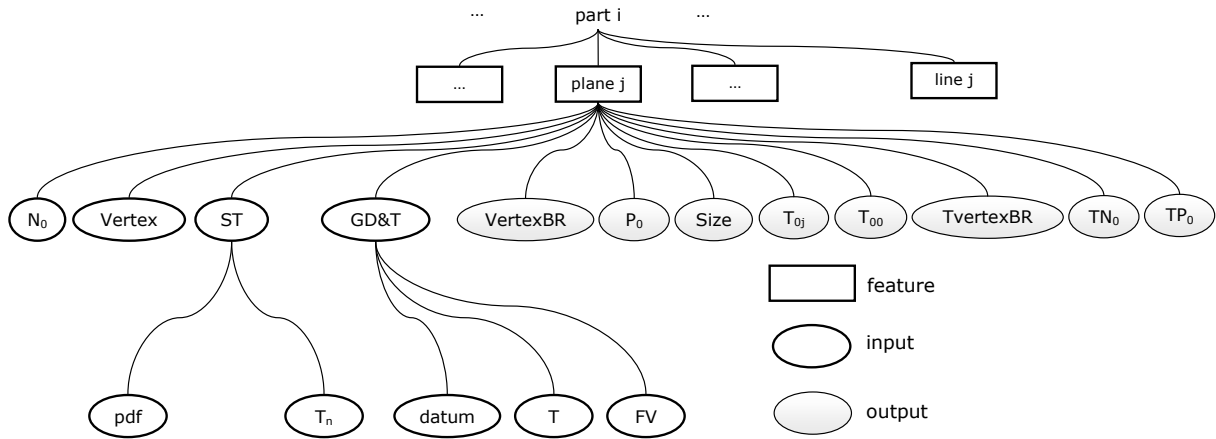 ... part i ...
... plane j ... line j
N₀ Vertex ST GD&T VertexBR P₀ Size T₀ⱼ T₀₀ TvertexBR TN₀ TP₀
feature
input
pdf Tₙ datum T FV output